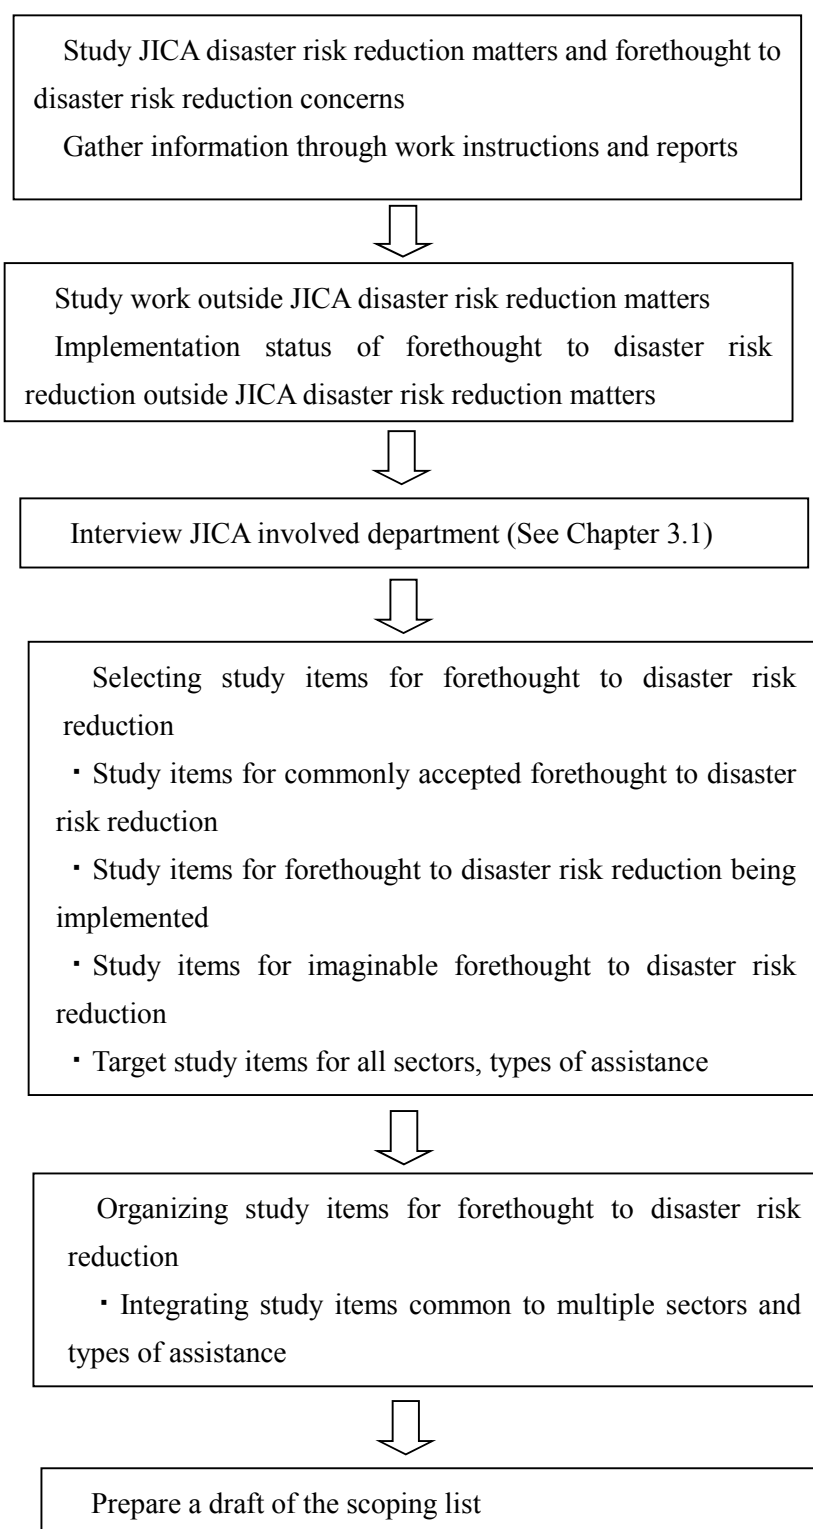 Study JICA disaster risk reduction matters and forethought to
disaster risk reduction concerns
Gather information through work instructions and reports
Study work outside JICA disaster risk reduction matters
Implementation status of forethought to disaster risk
reduction outside JICA disaster risk reduction matters
Interview JICA involved department (See Chapter 3.1)
Selecting study items for forethought to disaster risk
reduction
・Study items for commonly accepted forethought to disaster
risk reduction
・Study items for forethought to disaster risk reduction being
implemented
・Study items for imaginable forethought to disaster risk
reduction
・Target study items for all sectors, types of assistance
Organizing study items for forethought to disaster risk
reduction
・Integrating study items common to multiple sectors and
types of assistance
Prepare a draft of the scoping list